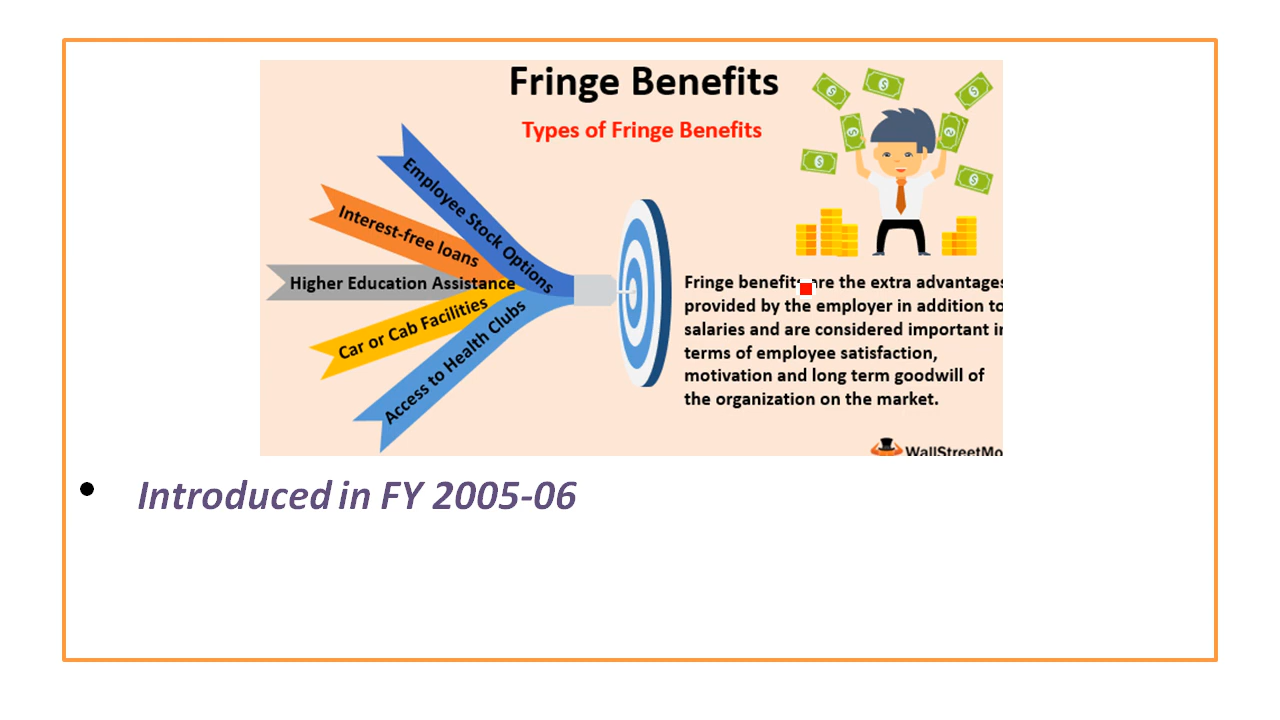 Fringe Benefits
Types of Fringe Benefits
Employee Stock Options
Interest-free loans
Higher Education Assistance
Car or Cab Facilities
Access to Health Clubs
Fringe benefits are the extra advantages
provided by the employer in addition to
salaries and are considered important in
terms of employee satisfaction,
motivation and long term goodwill of
the organization on the market.
WallStreetMo
• Introduced in FY 2005-06